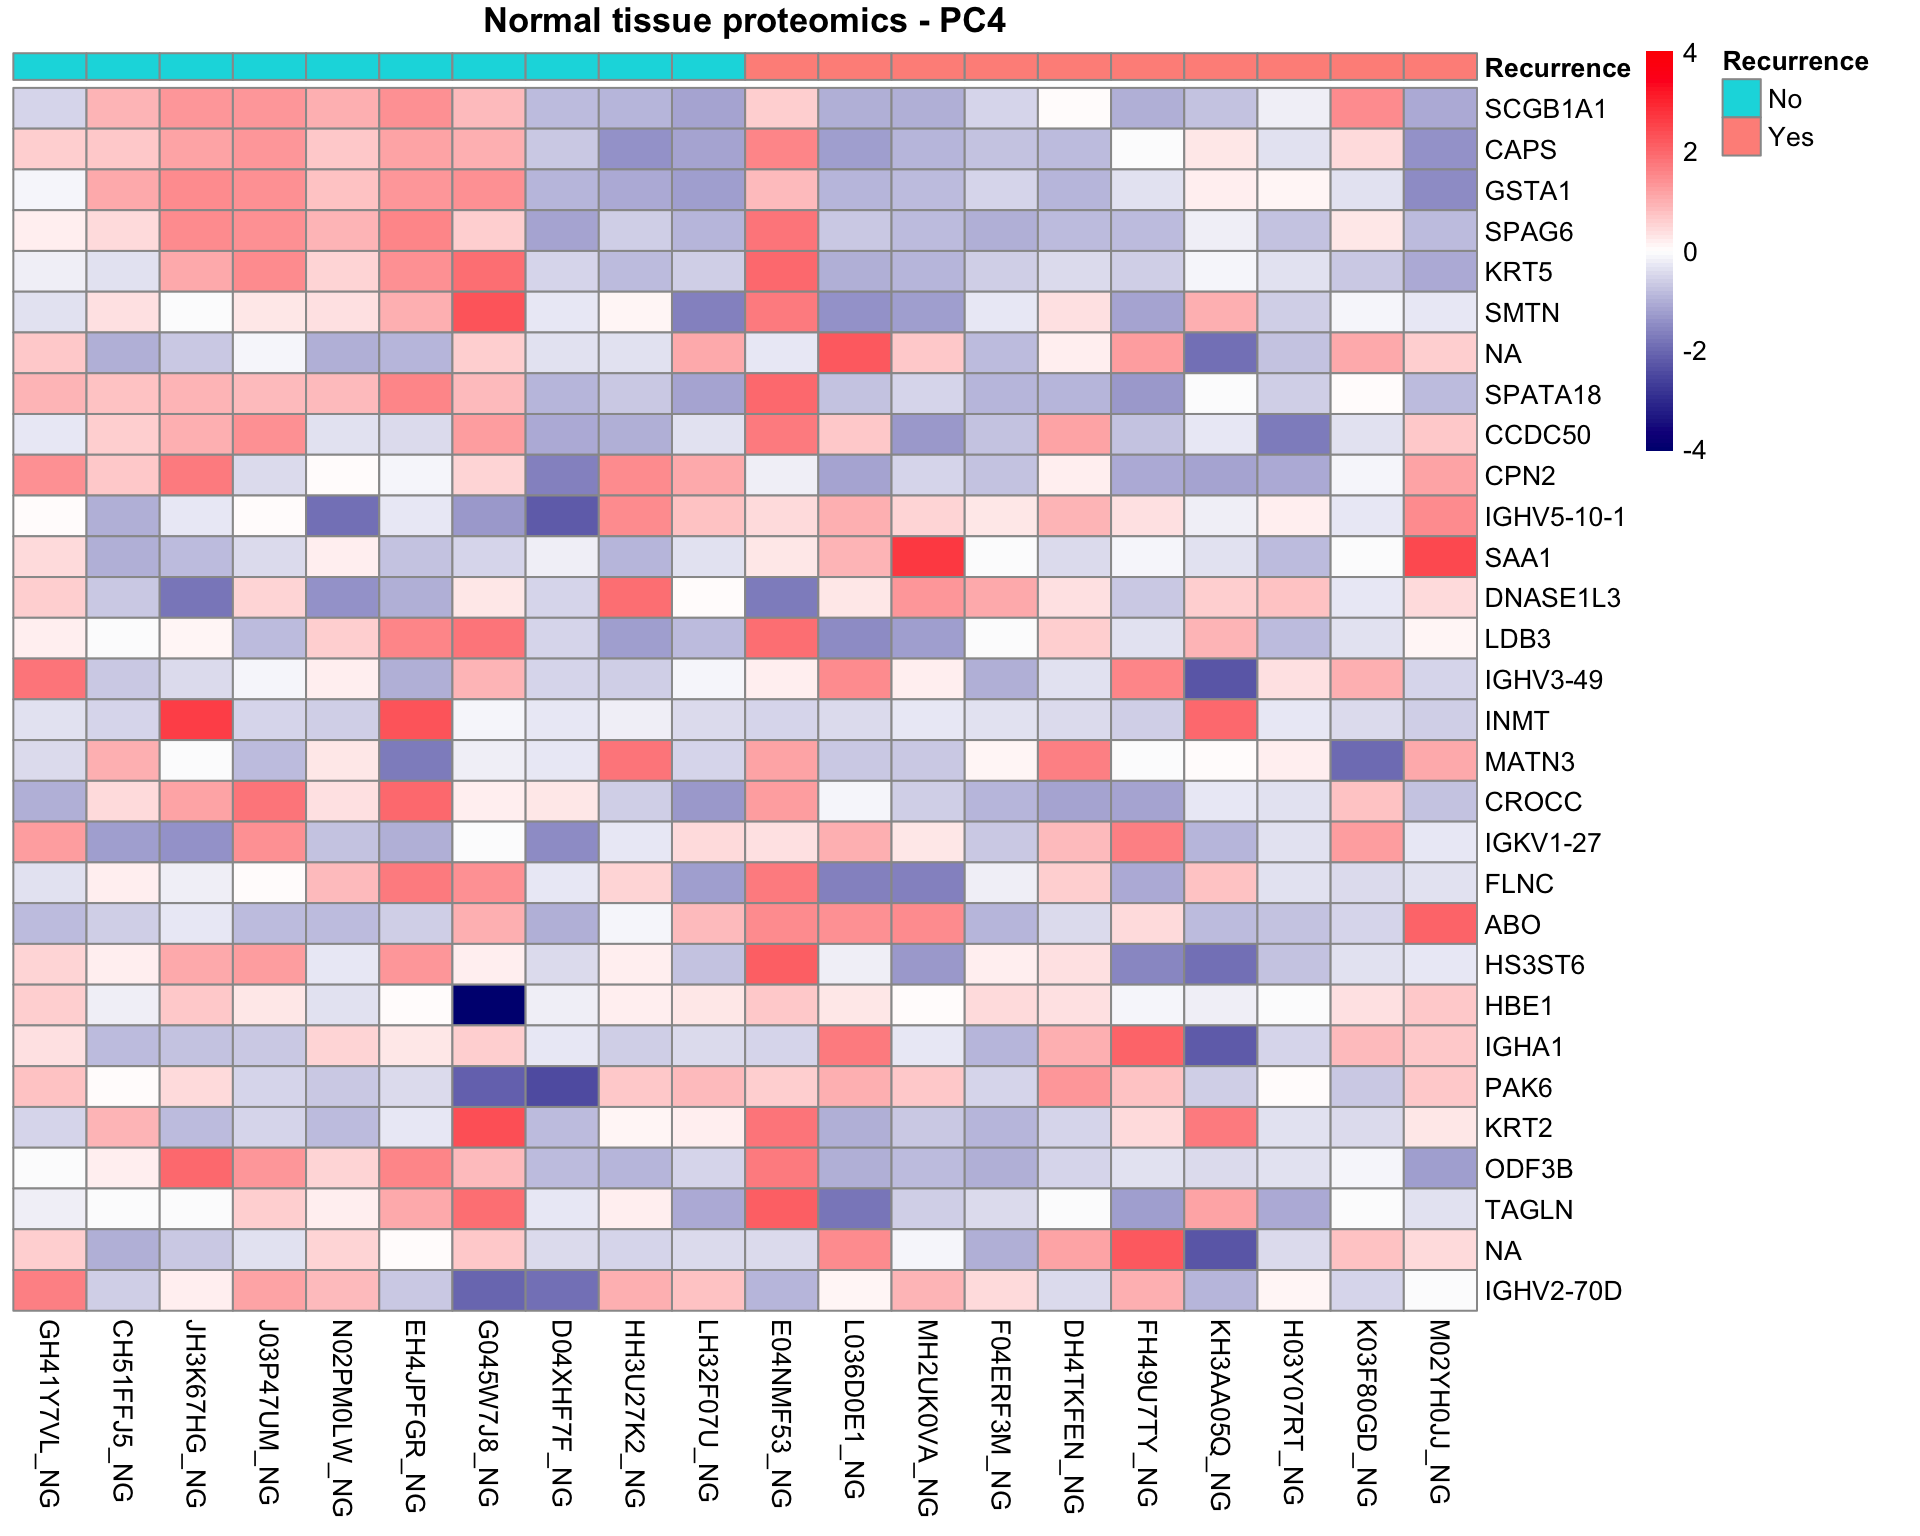 Normal tissue proteomics - PC4
Recurrence
SCGB1A1
CAPS
GSTA1
SPAG6
KRT5
SMTN
NA
SPATA18
CCDC50
CPN2
IGHV5-10-1
SAA1
DNASE1L3
LDB3
IGHV3-49
INMT
MATN3
CROCC
IGKV1-27
FLNC
ABO
HS3ST6
HBE1
IGHA1
PAK6
KRT2
ODF3B
TAGLN
NA
IGHV2-70D
4
2
0
-2
-4
Recurrence
No
Yes
GH41Y7VL_NG
CH51FFJ5_NG
JH3K67HG_NG
J03P47UM_NG
N02PM0LW_NG
EH4JPFGR_NG
G045W7J8_NG
D04XHF7F_NG
HH3U27K2_NG
LH32F07U_NG
E04NMF53_NG
L036D0E1_NG
MH2UK0VA_NG
F04ERF3M_NG
DH4TKFEN_NG
FH49U7TY_NG
KH3AA05Q_NG
H03Y07RT_NG
K03F80GD_NG
M02YH0JJ_NG